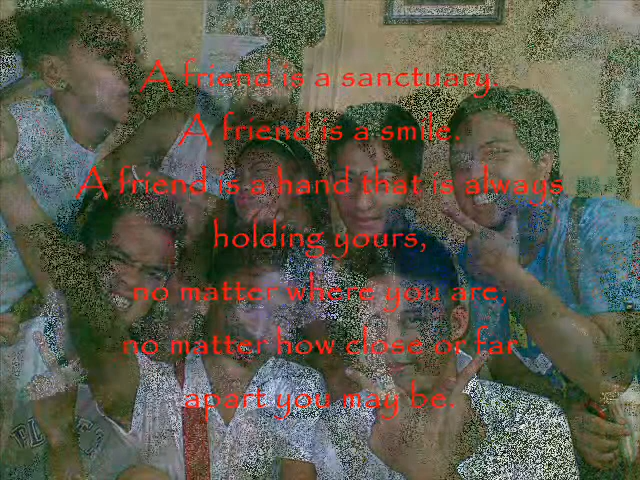 A friend is a sanctuary.
A friend is a smile.
A friend is a hand that is always
holding yours,
no matter where you are,
no matter how close or far
apart you may be.